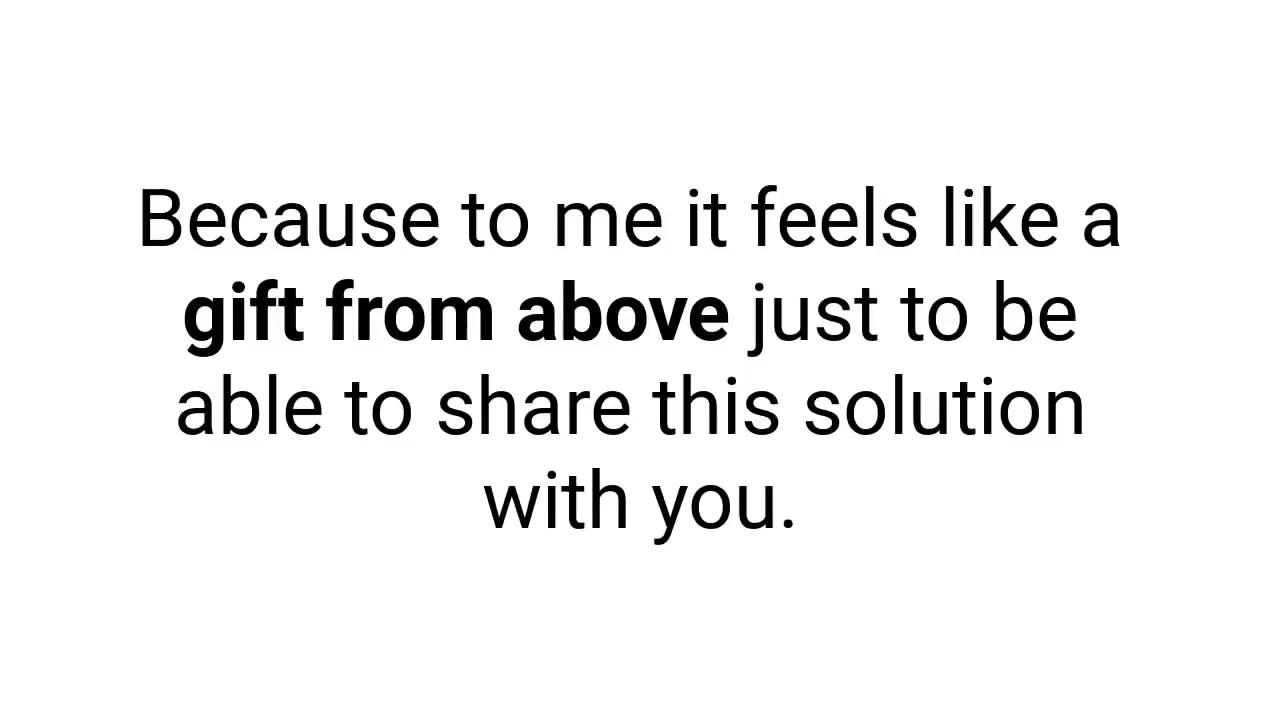 Because to me it feels like a
gift from above just to be
able to share this solution
with you.